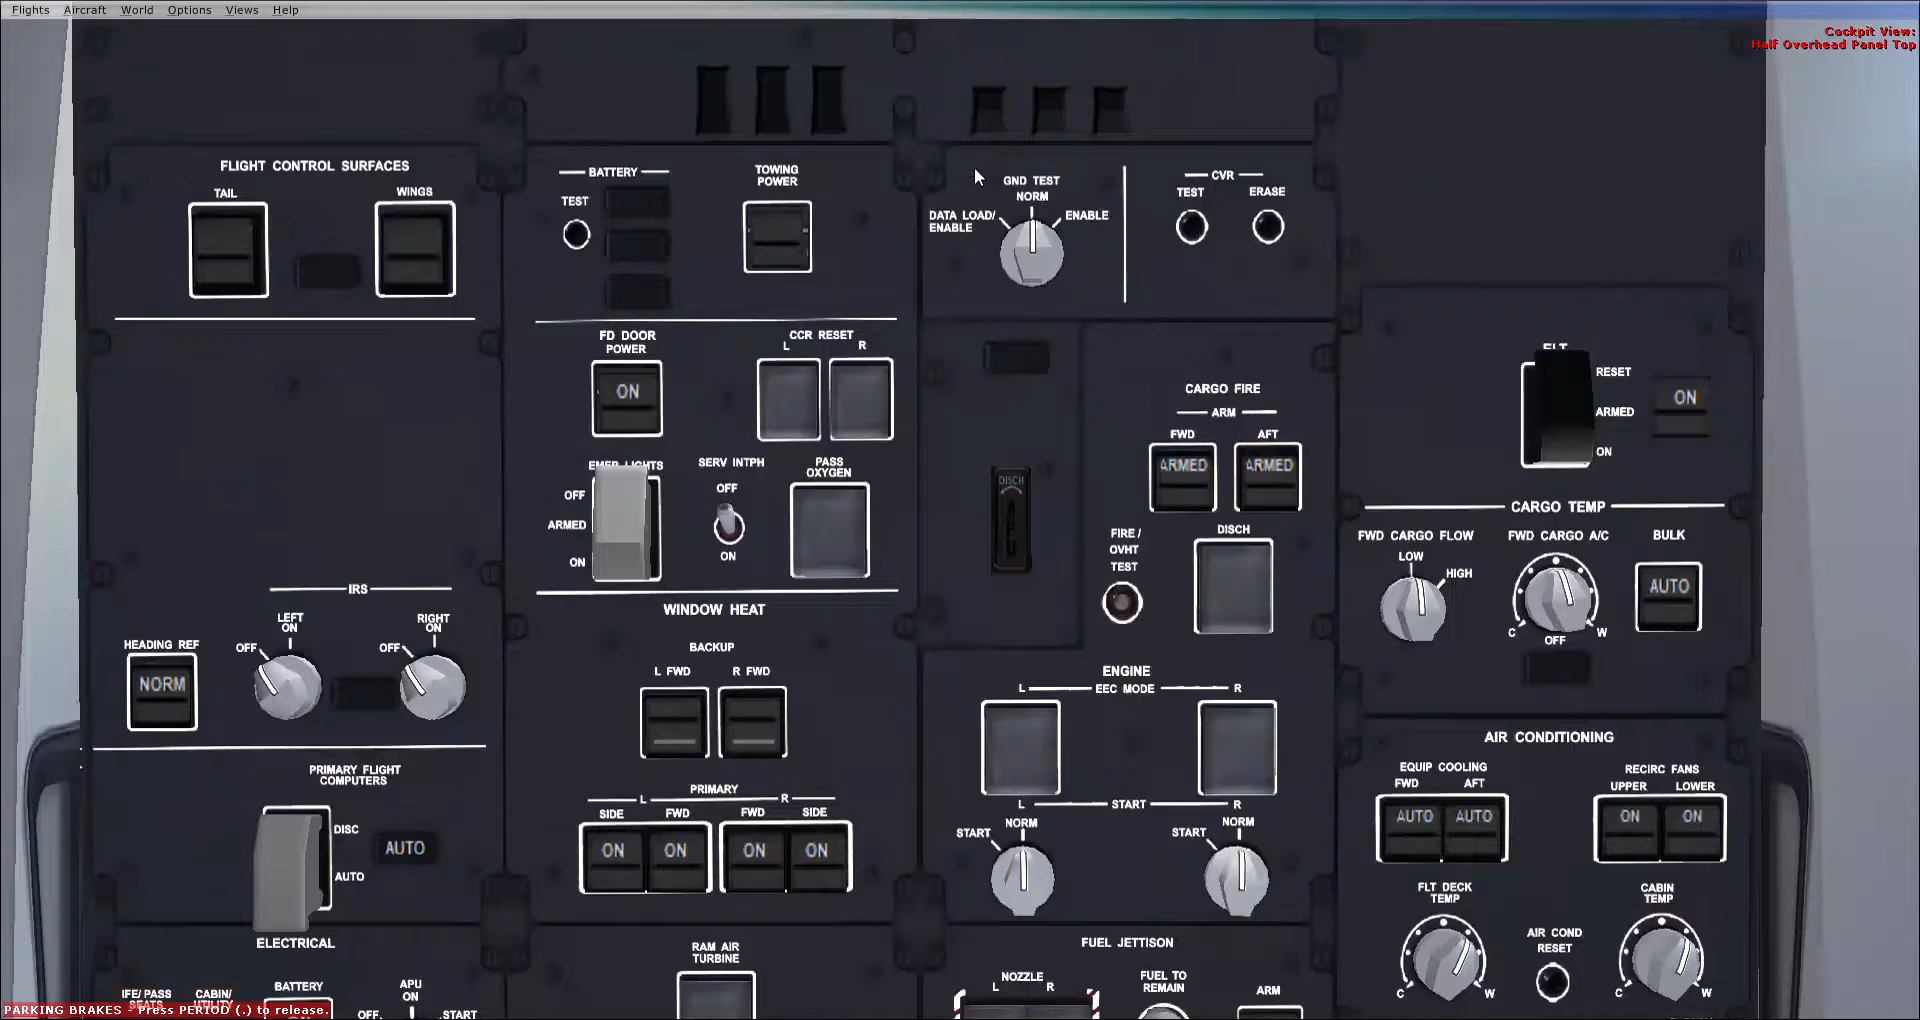 Flights Aircraft World Options Views Help
Cockpit View:
Half Overhead Panel Top
FLIGHT CONTROL SURFACES
TAIL
WINGS
BATTERY
TEST
TOWING
POWER
GND TEST
NORM
DATA LOAD/
ENABLE
ENABLE
CVR
TEST
ERASE
FD DOOR
POWER
ON
CCR RESET
L
R
EMER LIGHTS
OFF
ARMED
ON
SERV INTPH
OFF
ON
PASS
OXYGEN
DISCH
CARGO FIRE
ARM
FWD
AFT
ARMED
ARMED
FIRE/
OVHT
TEST
DISCH
ELT
RESET
ARMED
ON
ON
CARGO TEMP
FWD CARGO FLOW
LOW
HIGH
FWD CARGO A/C
C
OFF
W
BULK
AUTO
IRS
HEADING REF
NORM
LEFT
ON
OFF
RIGHT
ON
OFF
WINDOW HEAT
BACKUP
L FWD
R FWD
PRIMARY
L
R
SIDE
FWD
FWD
SIDE
ON
ON
ON
ON
ENGINE
L
EEC MODE
R
L
START
R
START
NORM
START
NORM
AIR CONDITIONING
EQUIP COOLING
FWD
AFT
AUTO
AUTO
RECIRC FANS
UPPER
LOWER
ON
ON
FLT DECK
TEMP
C
W
AIR COND
RESET
CABIN
TEMP
C
W
PRIMARY FLIGHT
COMPUTERS
DISC
AUTO
AUTO
ELECTRICAL
IFE/PASS
SEATS
CABIN/
UTILITY
BATTERY
APU
ON
OFF
START
RAM AIR
TURBINE
FUEL JETTISON
NOZZLE
L
R
FUEL TO
REMAIN
ARM
PARKING BRAKES - Press PERIOD (.) to release.